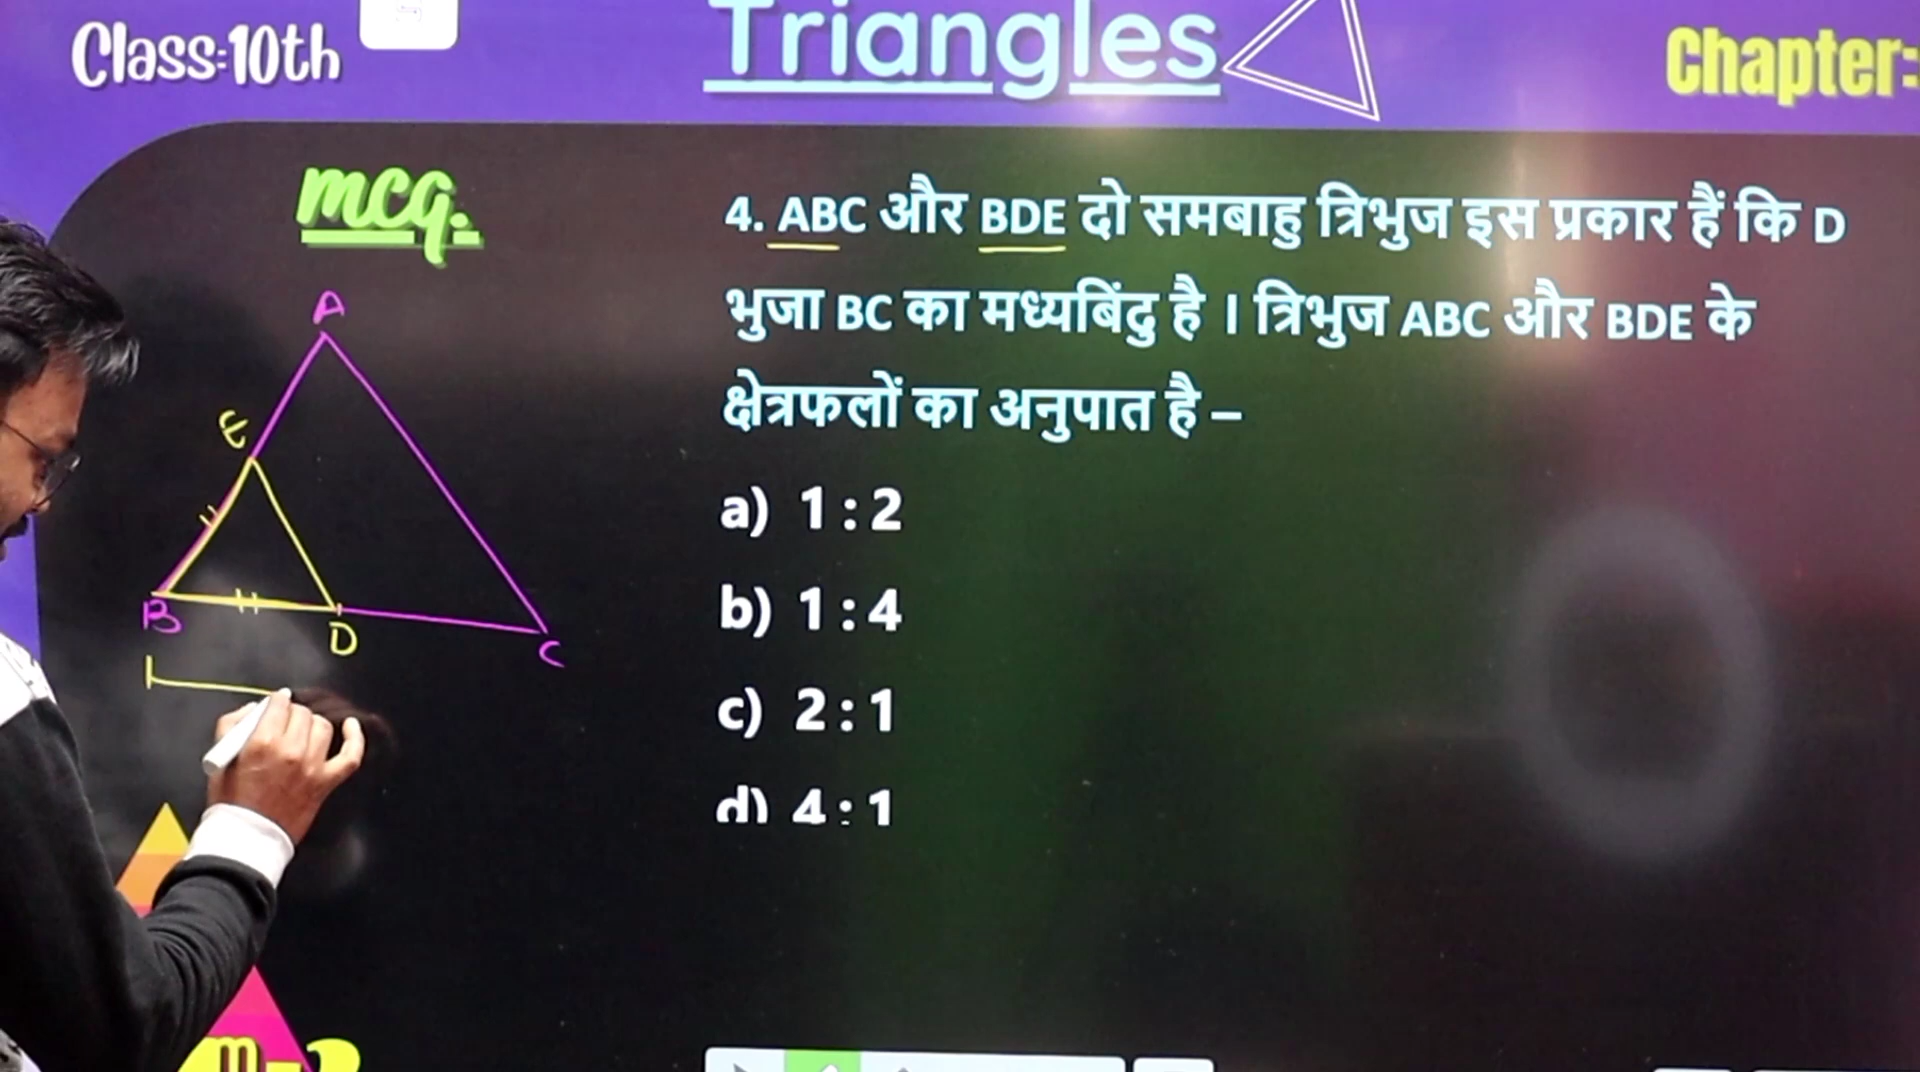 Class:10th
Triangles
Chapter:
mcq.
4. ABC और BDE दो समबाहु त्रिभुज इस प्रकार हैं कि D
भुजा BC का मध्यबिंदु है । त्रिभुज ABC और BDE के
क्षेत्रफलों का अनुपात है –
a) 1 : 2
b) 1 : 4
c) 2 : 1
d) 4 : 1
A
E
B
D
C